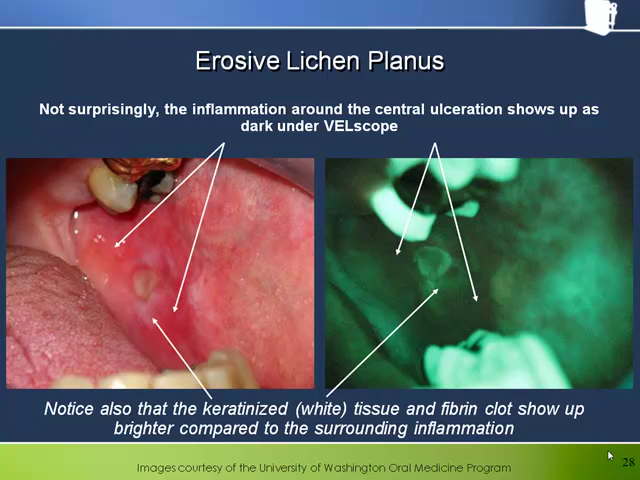 Erosive Lichen Planus
Not surprisingly, the inflammation around the central ulceration shows up as
dark under VELscope
Notice also that the keratinized (white) tissue and fibrin clot show up
brighter compared to the surrounding inflammation
Images courtesy of the University of Washington Oral Medicine Program
28